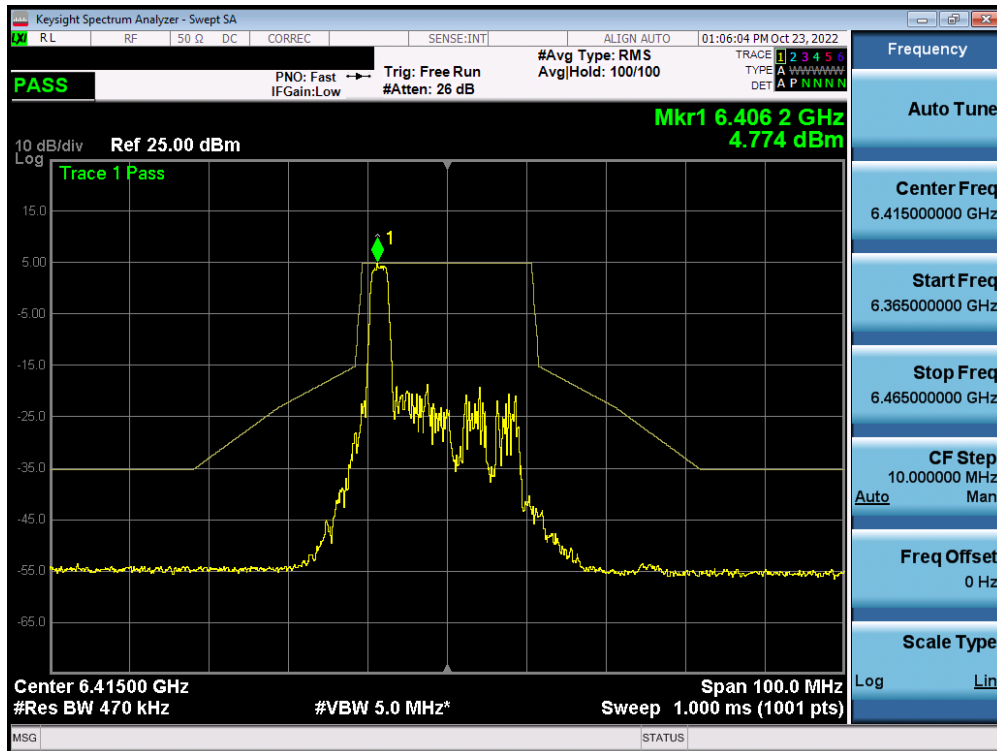 Keysight Spectrum Analyzer - Swept SA
LXI RL RF 50 Ω DC CORREC SENSE:INT ALIGN AUTO 01:06:04 PM Oct 23, 2022
PASS
PNO: Fast
IFGain:Low
Trig: Free Run
#Atten: 26 dB
#Avg Type: RMS
Avg|Hold: 100/100
TRACE 1 2 3 4 5 6
TYPE A WWWWW
DET A P N N N N
Mkr1 6.406 2 GHz
4.774 dBm
10 dB/div Ref 25.00 dBm
Log
Trace 1 Pass
1
15.0
5.00
-5.00
-15.0
-25.0
-35.0
-45.0
-55.0
-65.0
Center 6.41500 GHz Span 100.0 MHz
#Res BW 470 kHz #VBW 5.0 MHz* Sweep 1.000 ms (1001 pts)
MSG STATUS
Frequency
Auto Tune
Center Freq
6.415000000 GHz
Start Freq
6.365000000 GHz
Stop Freq
6.465000000 GHz
CF Step
10.000000 MHz
Auto Man
Freq Offset
0 Hz
Scale Type
Log Lin